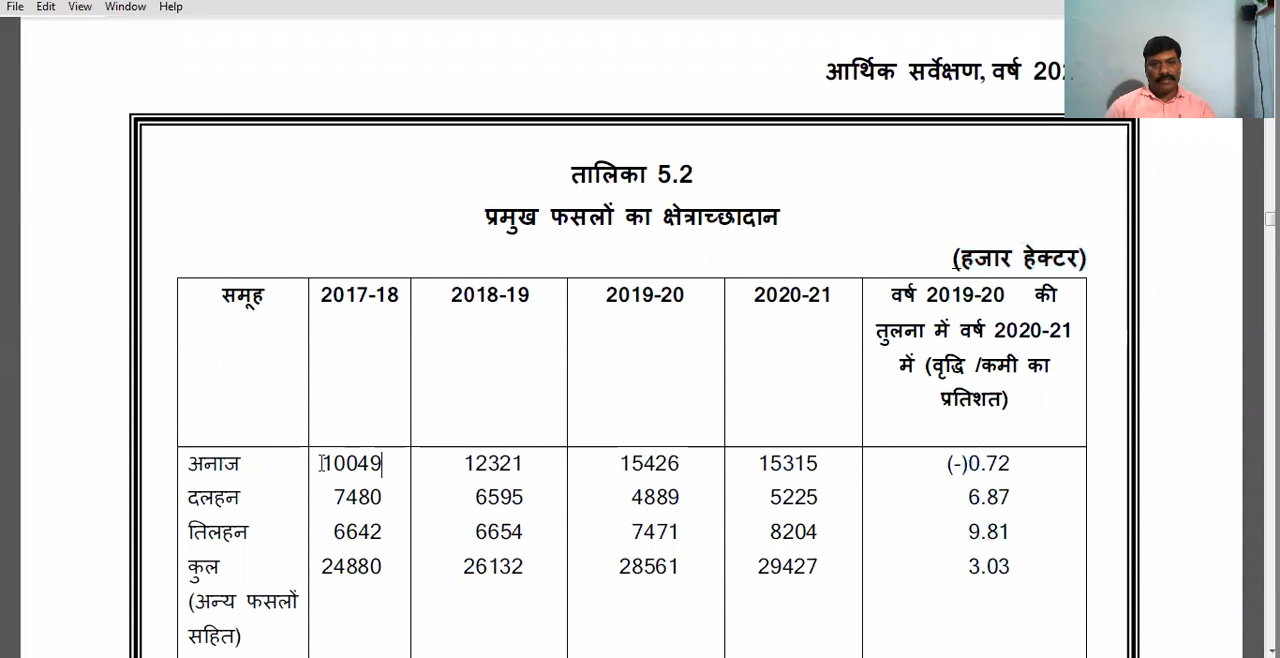 File Edit View Window Help
आर्थिक सर्वेक्षण, वर्ष
तालिका 5.2
प्रमुख फसलों का क्षेत्राच्छादान
(हजार हेक्टर)
समूह 2017-18 2018-19 2019-20 2020-21 वर्ष 2019-20 की
तुलना में वर्ष 2020-21
में (वृद्धि /कमी का
प्रतिशत)
अनाज 10049 12321 15426 15315 (-)0.72
दलहन 7480 6595 4889 5225 6.87
तिलहन 6642 6654 7471 8204 9.81
कुल 24880 26132 28561 29427 3.03
(अन्य फसलों
सहित)